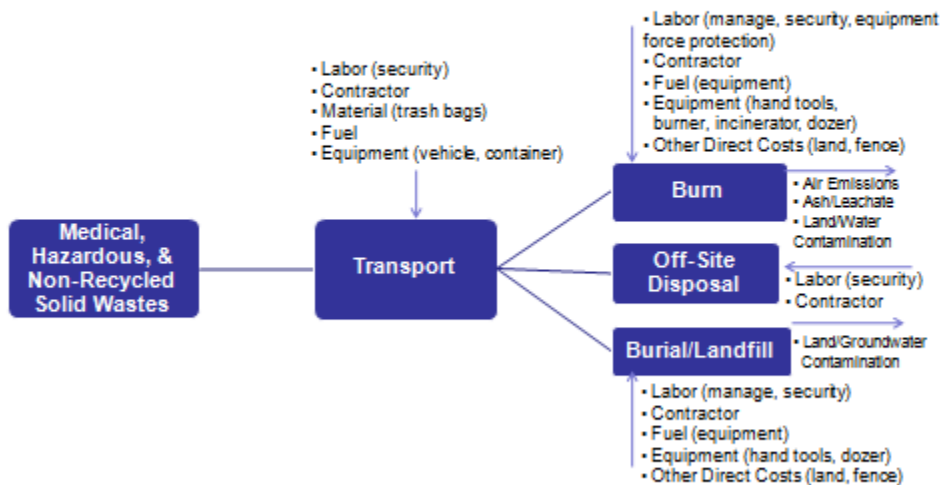 ▪ Labor (manage, security, equipment
force protection)
▪ Contractor
▪ Fuel (equipment)
▪ Equipment (hand tools,
burner, incinerator, dozer)
▪ Other Direct Costs (land, fence)
▪ Labor (security)
▪ Contractor
▪ Material (trash bags)
▪ Fuel
▪ Equipment (vehicle, container)
Medical,
Hazardous, &
Non-Recycled
Solid Wastes
Transport
Burn
▪ Air Emissions
▪ Ash/Leachate
▪ Land/Water
Contamination
Off-Site
Disposal
▪ Labor (security)
▪ Contractor
Burial/Landfill
▪ Land/Groundwater
Contamination
▪ Labor (manage, security)
▪ Contractor
▪ Fuel (equipment)
▪ Equipment (hand tools, dozer)
▪ Other Direct Costs (land, fence)